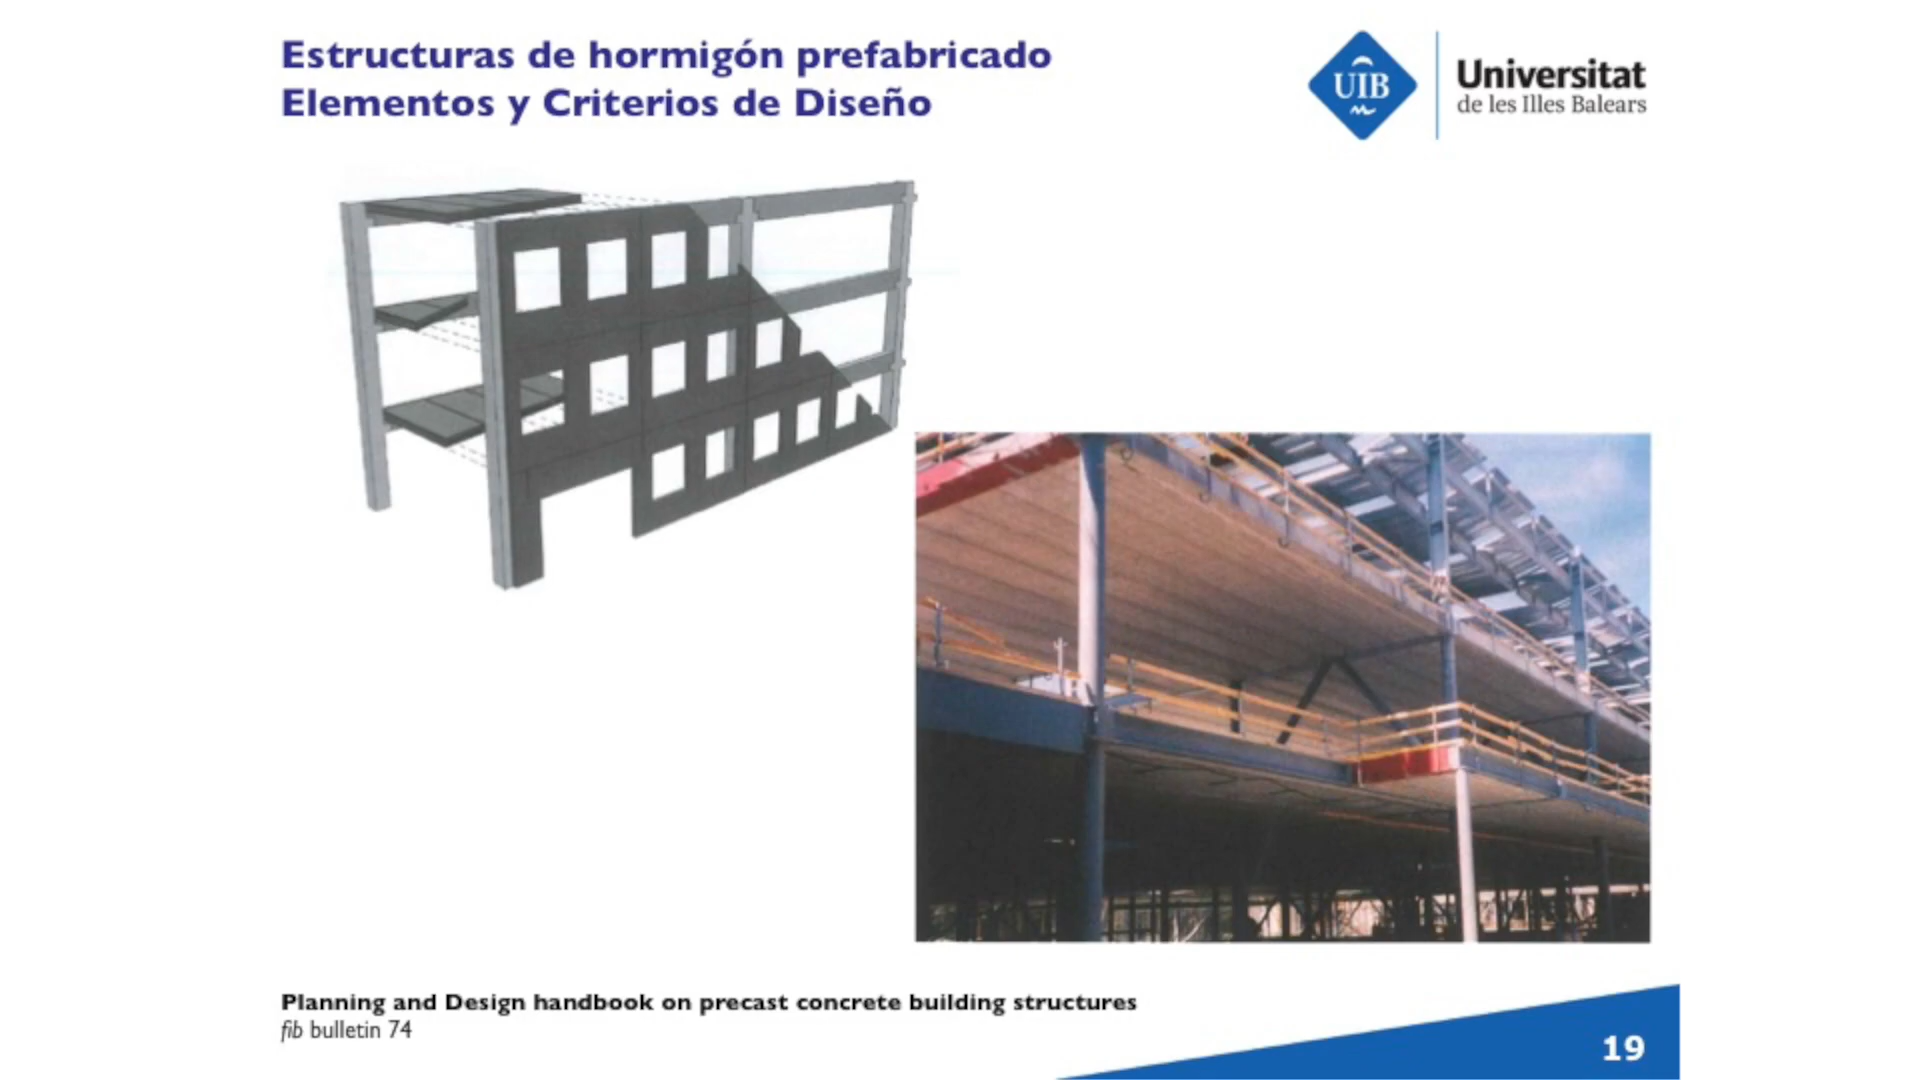 Estructuras de hormigón prefabricado
Elementos y Criterios de Diseño
UIB
Universitat
de les Illes Balears
Planning and Design handbook on precast concrete building structures
fib bulletin 74
19